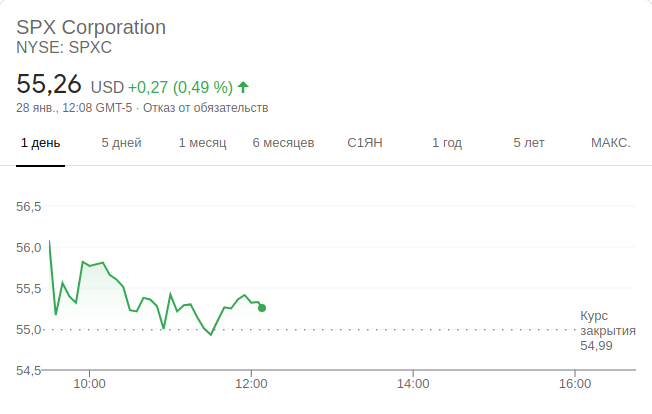 SPX Corporation
NYSE: SPXC
55,26 USD +0,27 (0,49 %)
28 янв., 12:08 GMT-5 · Отказ от обязательств
1 день 5 дней 1 месяц 6 месяцев С1ЯН 1 год 5 лет МАКС.
56,5
56,0
55,5
55,0
54,5
Курс
закрытия
54,99
10:00 12:00 14:00 16:00